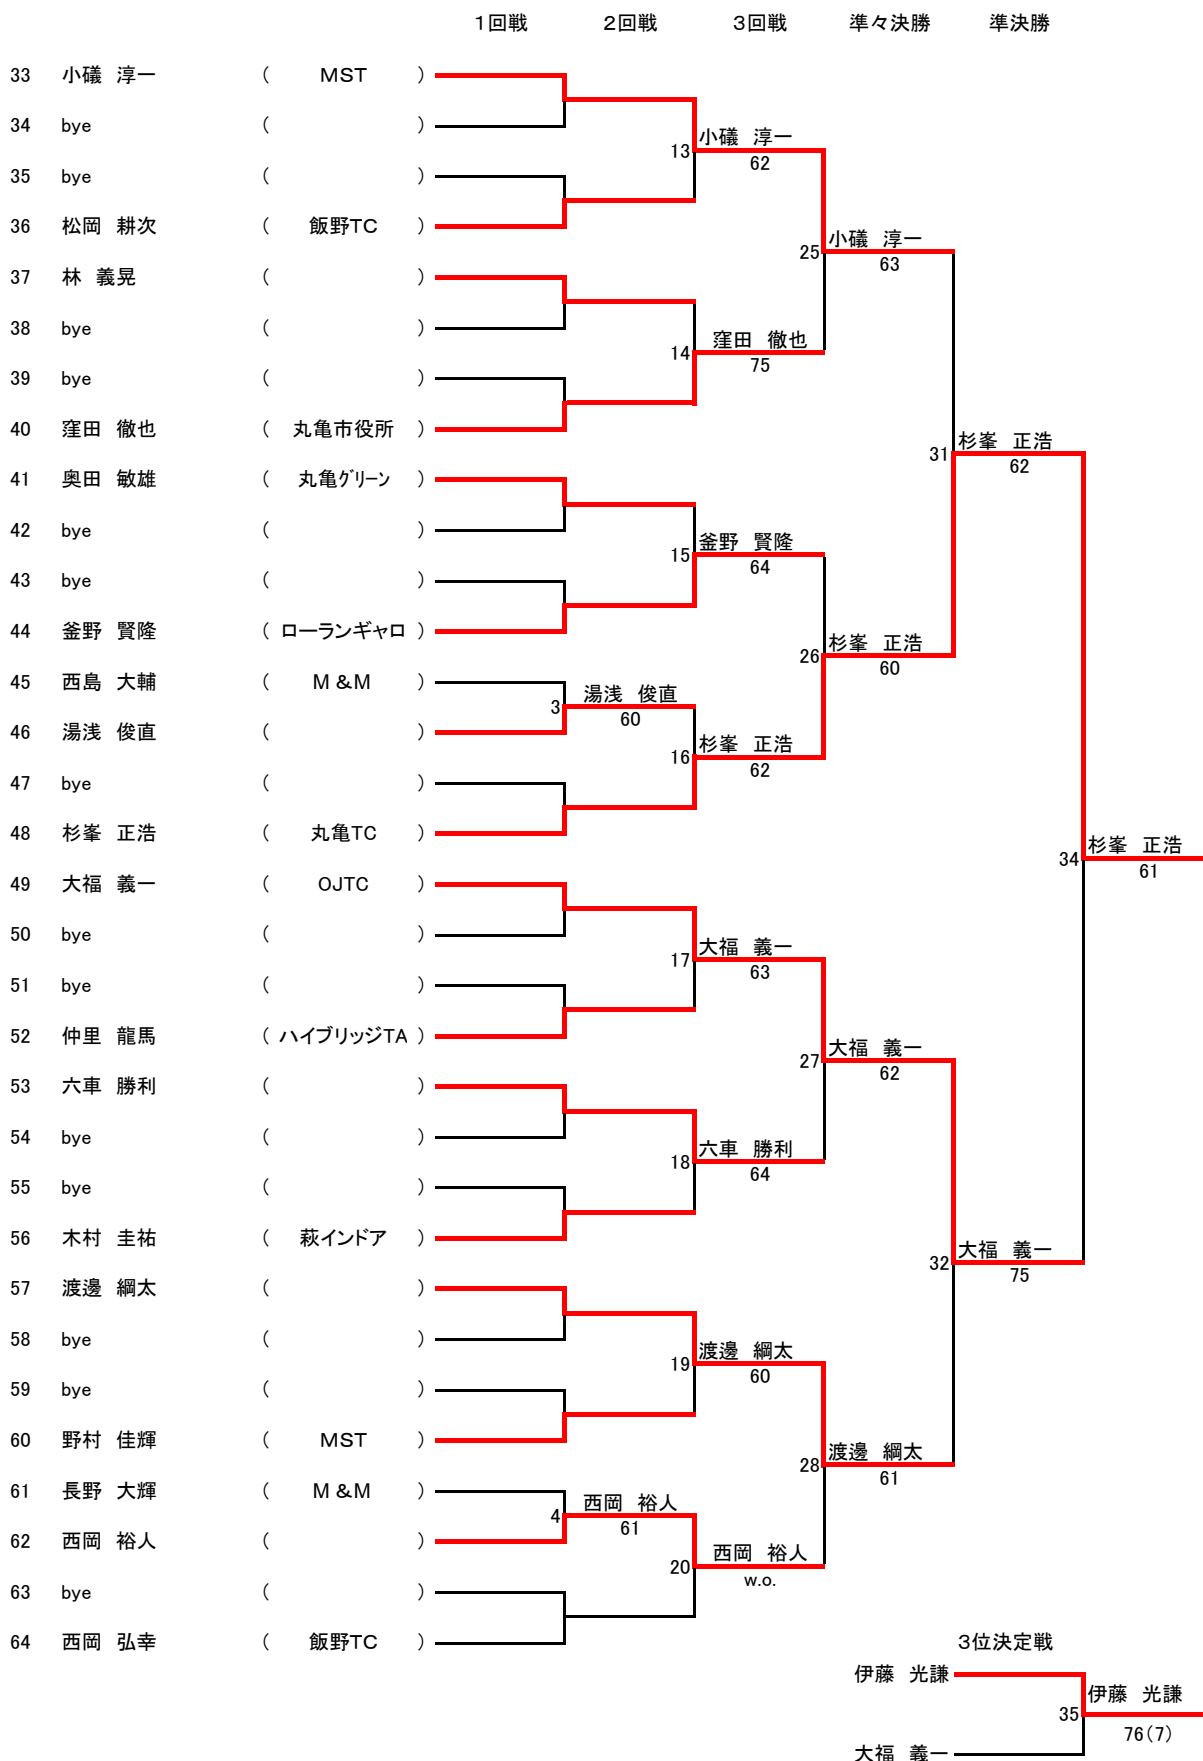 1回戦 2回戦 3回戦 準々決勝 準決勝
33 小礒 淳一 ( MST )
34 bye ( )
13 小礒 淳一
62
35 bye ( )
36 松岡 耕次 ( 飯野TC )
25 小礒 淳一
63
37 林 義晃 ( )
38 bye ( )
14 窪田 徹也
75
39 bye ( )
40 窪田 徹也 ( 丸亀市役所 )
31 杉峯 正浩
62
41 奥田 敏雄 ( 丸亀グリーン )
42 bye ( )
15 釜野 賢隆
64
43 bye ( )
44 釜野 賢隆 ( ローランギャロ )
26 杉峯 正浩
60
45 西島 大輔 ( M&M )
3 湯浅 俊直
60
46 湯浅 俊直 ( )
16 杉峯 正浩
62
47 bye ( )
48 杉峯 正浩 ( 丸亀TC )
34 杉峯 正浩
61
49 大福 義一 ( OJTC )
50 bye ( )
17 大福 義一
63
51 bye ( )
52 仲里 龍馬 ( ハイブリッジTA )
27 大福 義一
62
53 六車 勝利 ( )
54 bye ( )
18 六車 勝利
64
55 bye ( )
56 木村 圭祐 ( 萩インドア )
32 大福 義一
75
57 渡邊 綱太 ( )
58 bye ( )
19 渡邊 綱太
60
59 bye ( )
60 野村 佳輝 ( MST )
28 渡邊 綱太
61
61 長野 大輝 ( M&M )
4 西岡 裕人
61
62 西岡 裕人 ( )
20 西岡 裕人
w.o.
63 bye ( )
64 西岡 弘幸 ( 飯野TC )
3位決定戦
伊藤 光謙
35 伊藤 光謙
76(7)
大福 義一